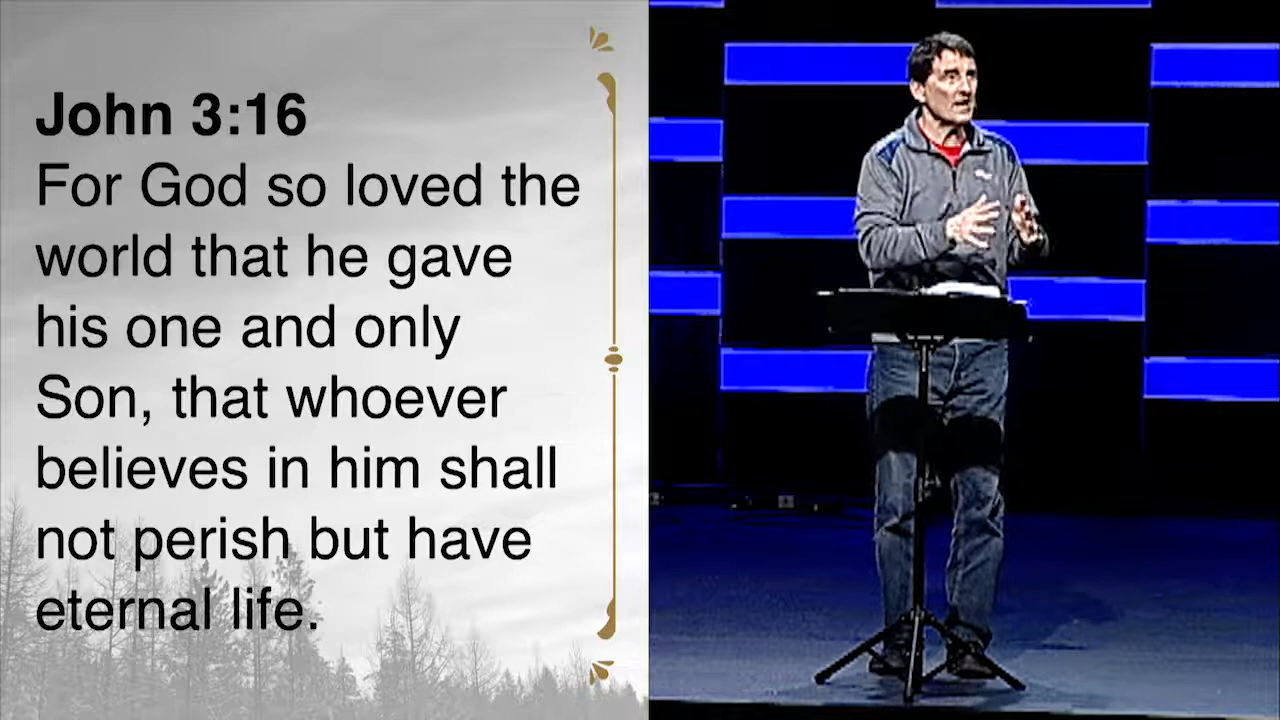 John 3:16
For God so loved the
world that he gave
his one and only
Son, that whoever
believes in him shall
not perish but have
eternal life.